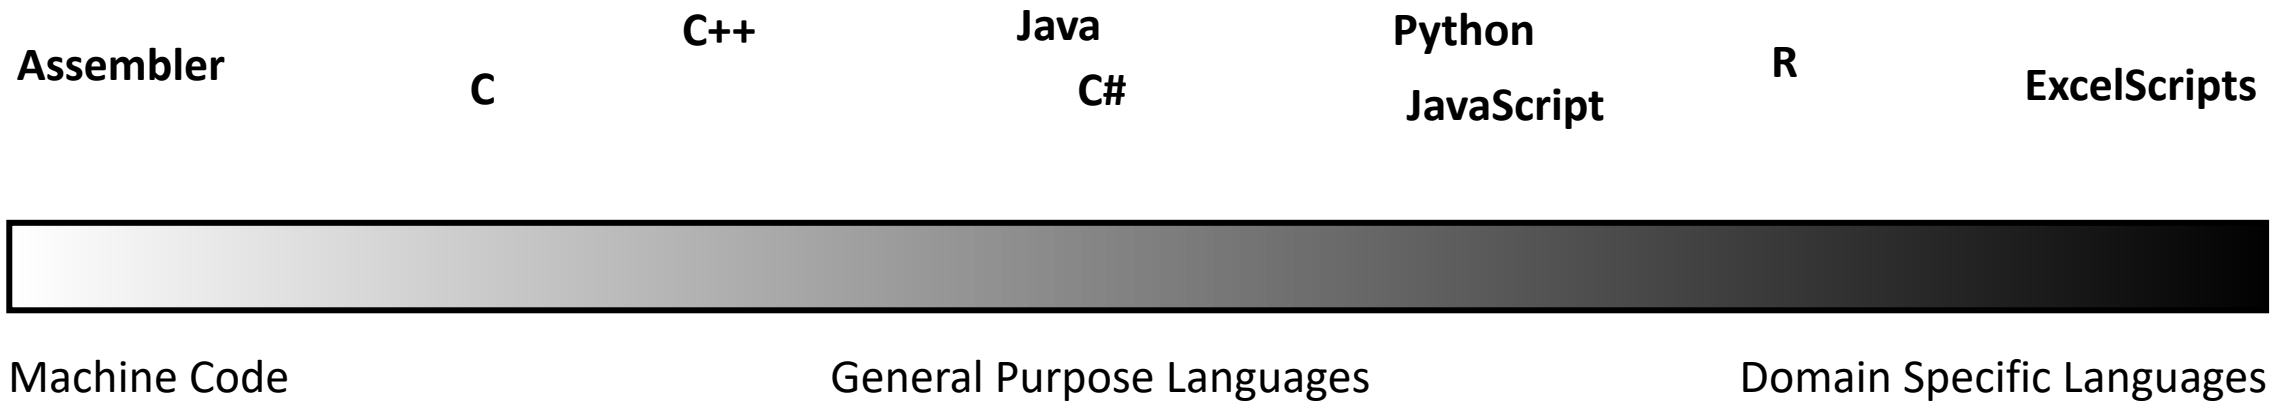 Assembler
C
C++
Java
C#
Python
JavaScript
R
ExcelScripts
Machine Code
General Purpose Languages
Domain Specific Languages